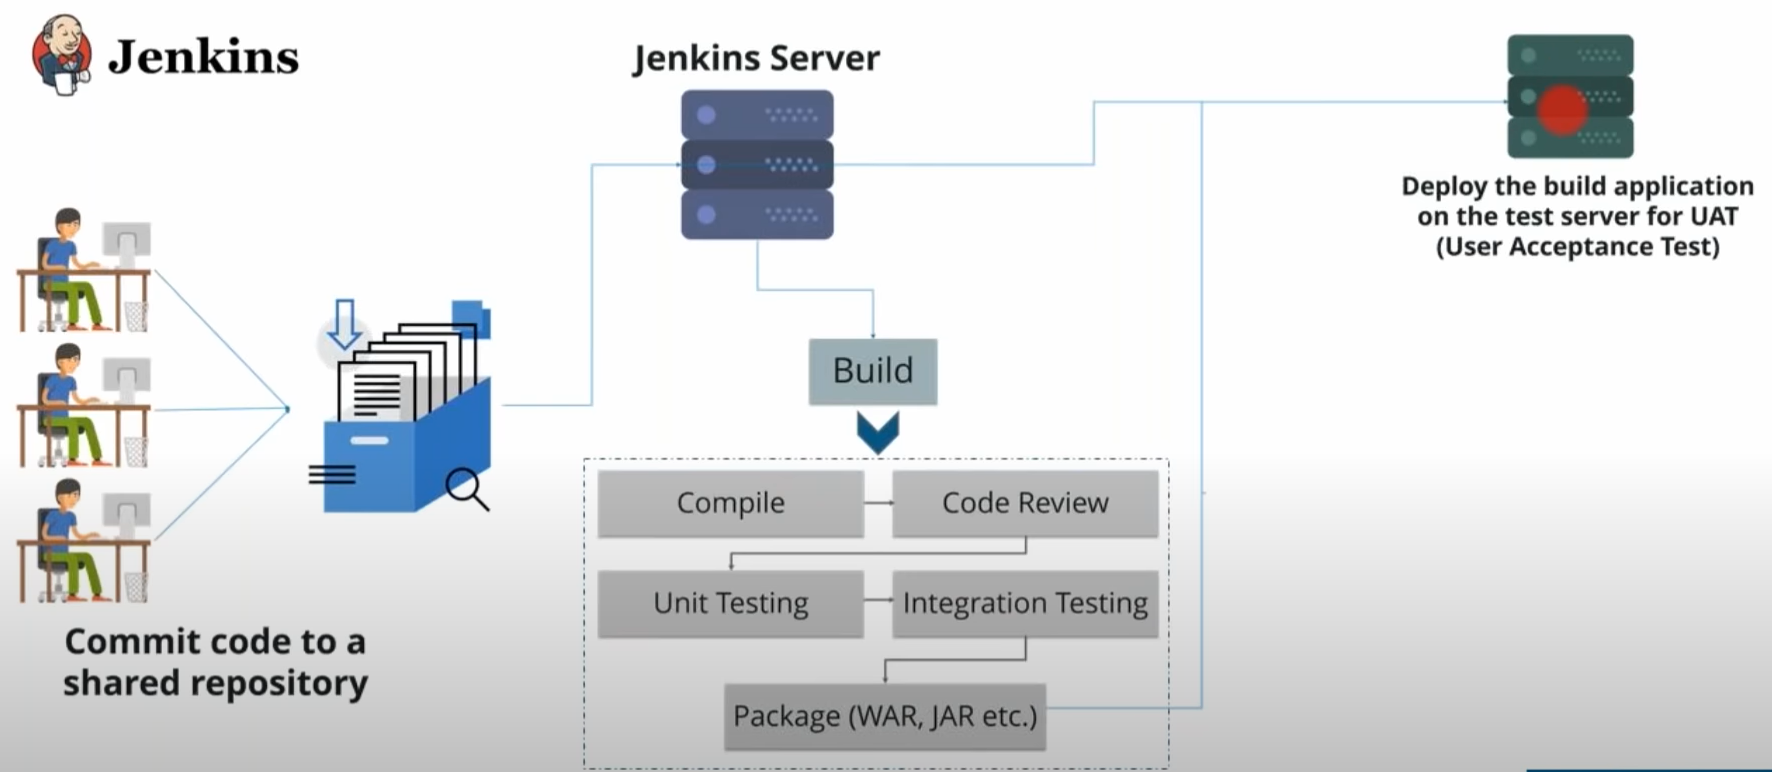 Jenkins
Jenkins Server
Deploy the build application
on the test server for UAT
(User Acceptance Test)
Build
Compile
Code Review
Unit Testing
Integration Testing
Package (WAR, JAR etc.)
Commit code to a
shared repository